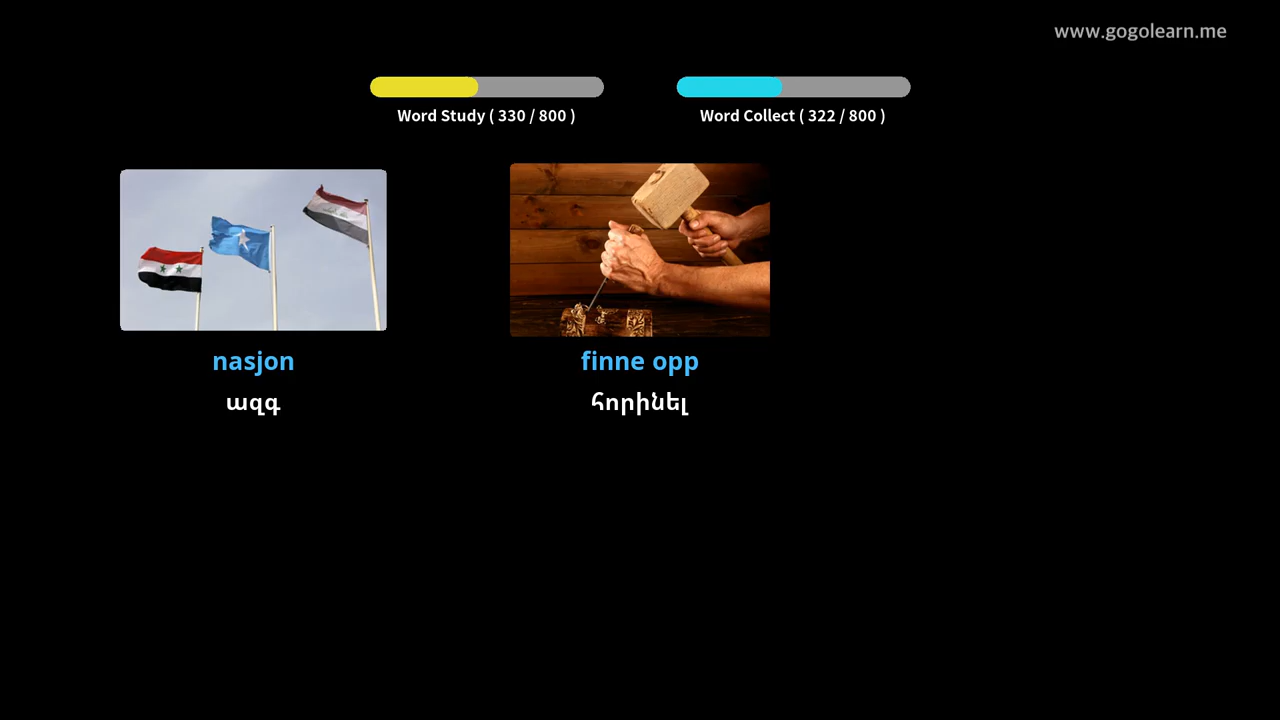 www.gogolearn.me
Word Study ( 330 / 800 )
Word Collect ( 322 / 800 )
nasjon
ազգ
finne opp
հորինել